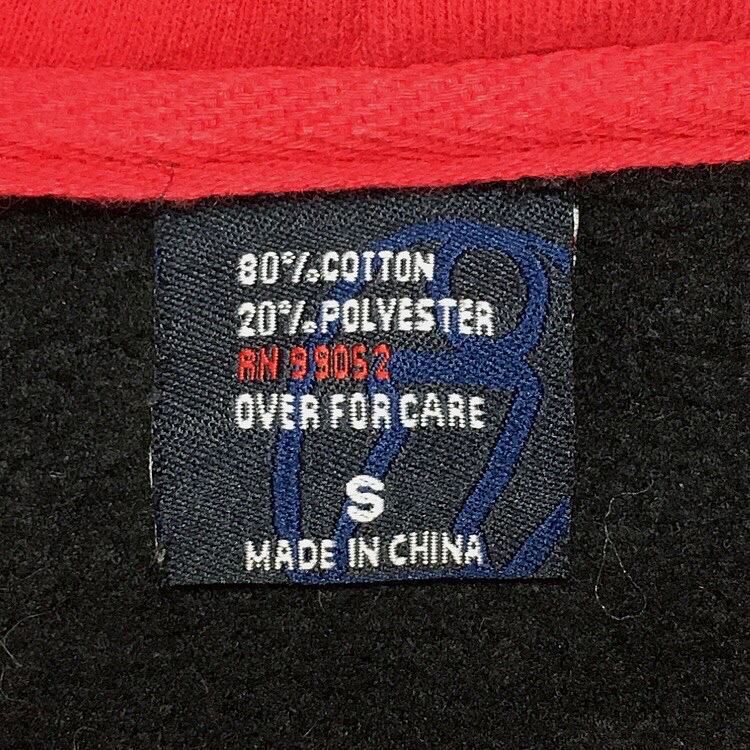 80% COTTON
20% POLYESTER
RN 99052
OVER FOR CARE
S
MADE IN CHINA